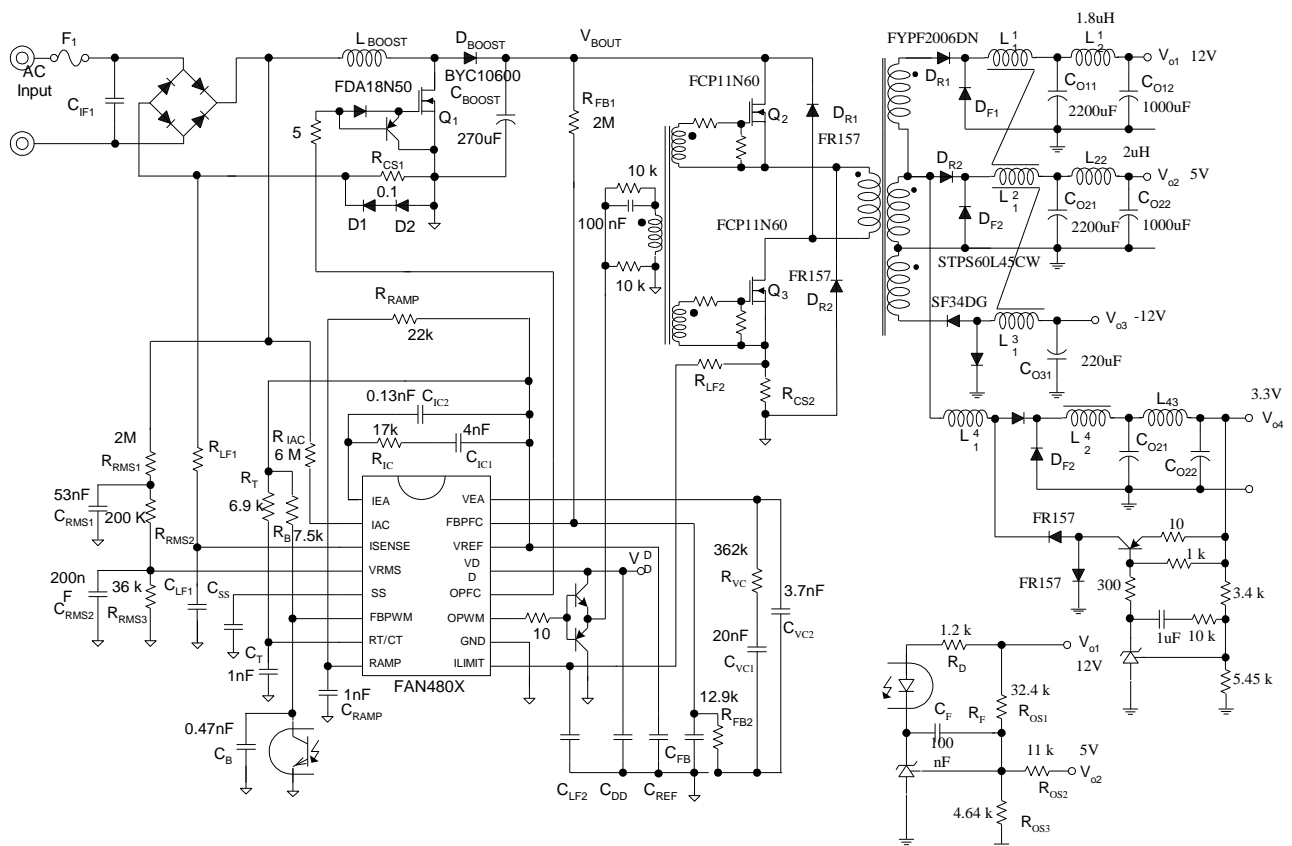 F1
AC
Input
CIF1
LBOOST
DBOOST
BYC10600
VBOUT
FDA18N50
CBOOST
270uF
Q1
5
RCS1
0.1
D1
D2
RFB1
2M
FCP11N60
Q2
DR1
FR157
10 k
100 nF
10 k
FCP11N60
Q3
FR157
DR2
RLF2
RCS2
FYPF2006DN
DR1
DF1
L11
1.8uH
L12
Vo1
12V
CO11
2200uF
CO12
1000uF
DR2
DF2
L21
2uH
L22
Vo2
5V
CO21
2200uF
CO22
1000uF
STPS60L45CW
SF34DG
L31
Vo3
-12V
CO31
220uF
L41
DF2
L42
L43
3.3V
Vo4
CO21
CO22
RRAMP
22k
0.13nF
CIC2
17k
RIC
4nF
CIC1
2M
RRMS1
53nF
CRMS1
200 K
RRMS2
200n
F
CRMS2
36 k
RRMS3
RLF1
CLF1
CSS
RT
6.9 k
RIAC
6 M
RB
7.5k
CT
1nF
IEA
IAC
ISENSE
VRMS
SS
FBPWM
RT/CT
RAMP
VEA
FBPFC
VREF
VD
D
OPFC
OPWM
GND
ILIMIT
FAN480X
1nF
CRAMP
0.47nF
CB
VDD
10
362k
RVC
3.7nF
CVC2
20nF
CVC1
12.9k
RFB2
CFB
CLF2
CDD
CREF
FR157
FR157
10
1 k
300
3.4 k
1uF
10 k
5.45 k
1.2 k
RD
Vo1
12V
32.4 k
ROS1
CF
100
nF
RF
11 k
ROS2
5V
Vo2
4.64 k
ROS3